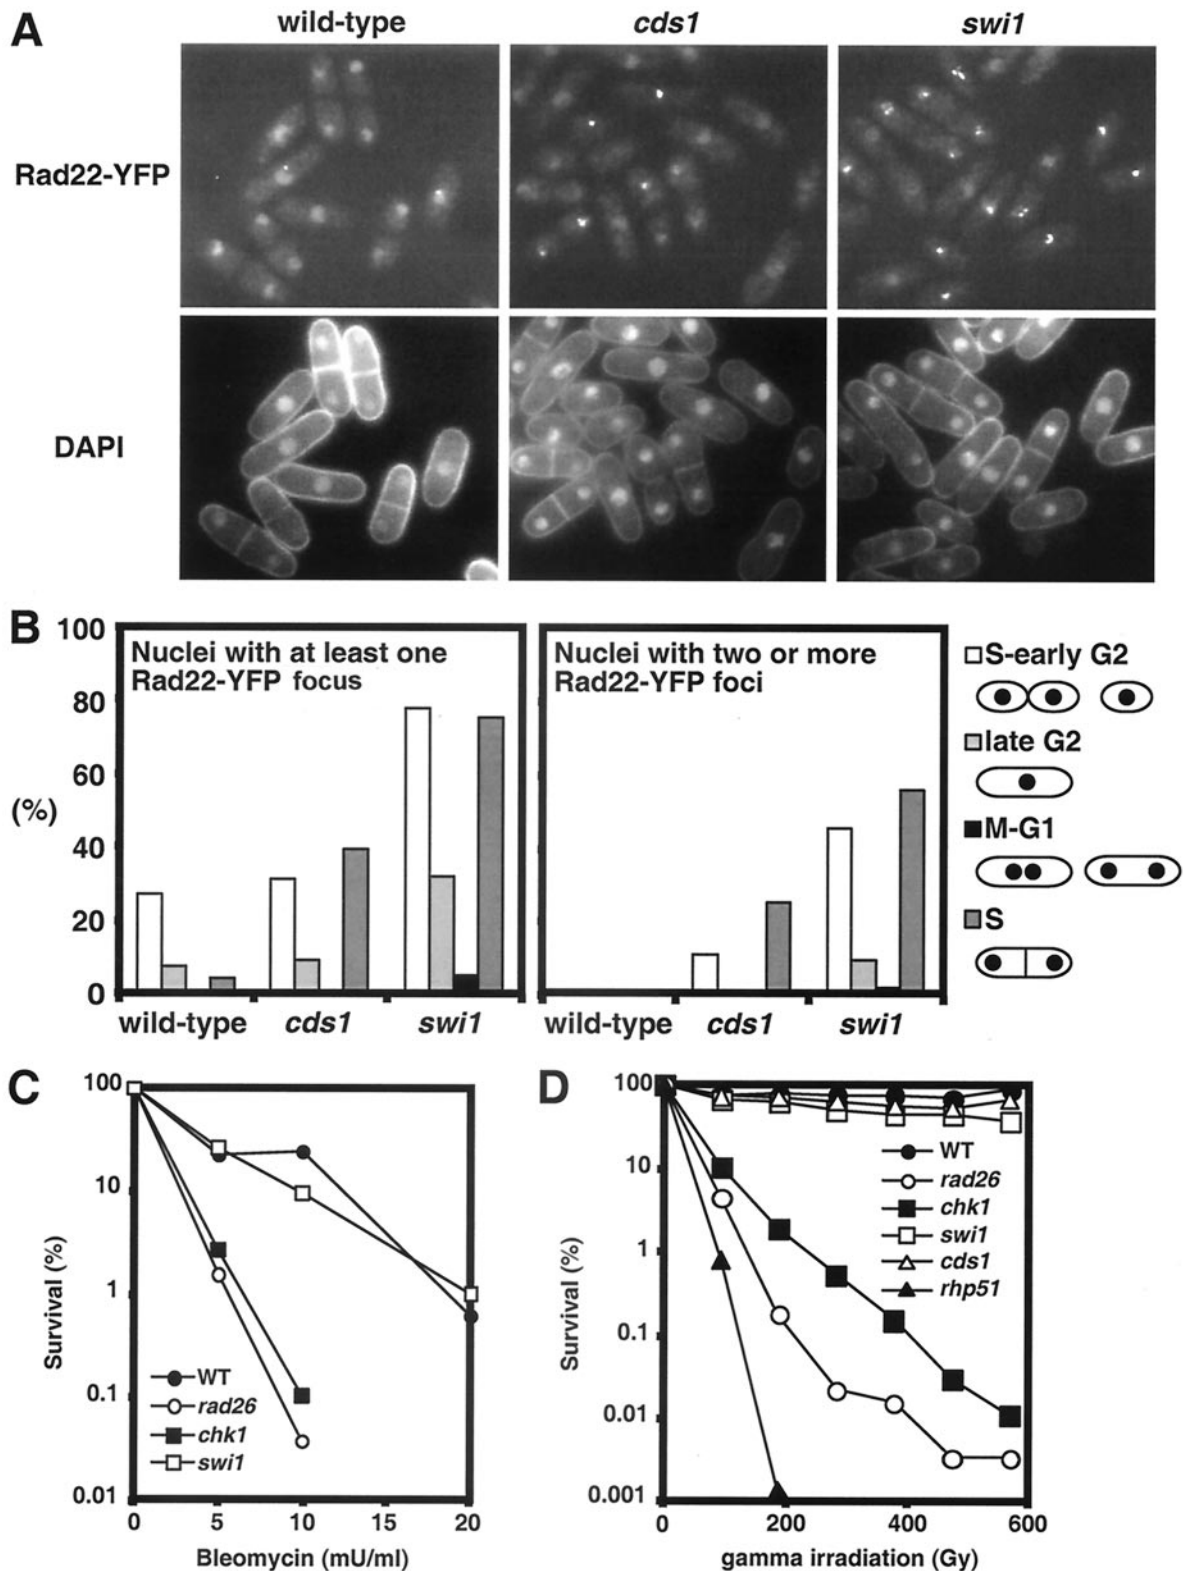 A
wild-type
cds1
swi1
Rad22-YFP
DAPI
B
100
80
60
(%)
40
20
0
Nuclei with at least one
Rad22-YFP focus
wild-type
cds1
swi1
Nuclei with two or more
Rad22-YFP foci
wild-type
cds1
swi1
S-early G2
late G2
M-G1
S
C
100
10
1
0.1
0.01
Survival (%)
WT
rad26
chk1
swi1
0
5
10
15
20
Bleomycin (mU/ml)
D
100
10
1
0.1
0.01
0.001
Survival (%)
WT
rad26
chk1
swi1
cds1
rhp51
0
200
400
600
gamma irradiation (Gy)